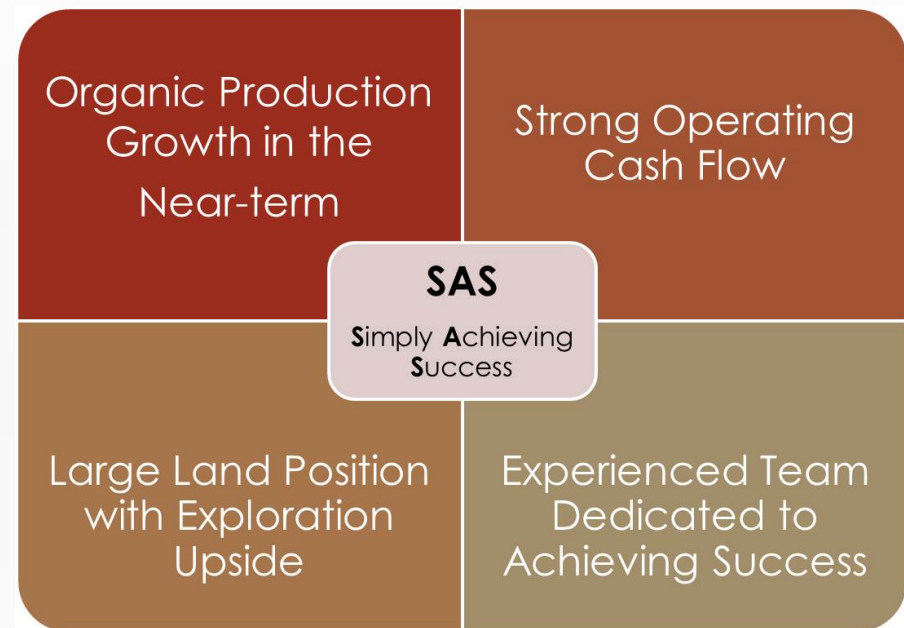 Organic Production
Growth in the
Near-term
Strong Operating
Cash Flow
SAS
Simply Achieving
Success
Large Land Position
with Exploration
Upside
Experienced Team
Dedicated to
Achieving Success